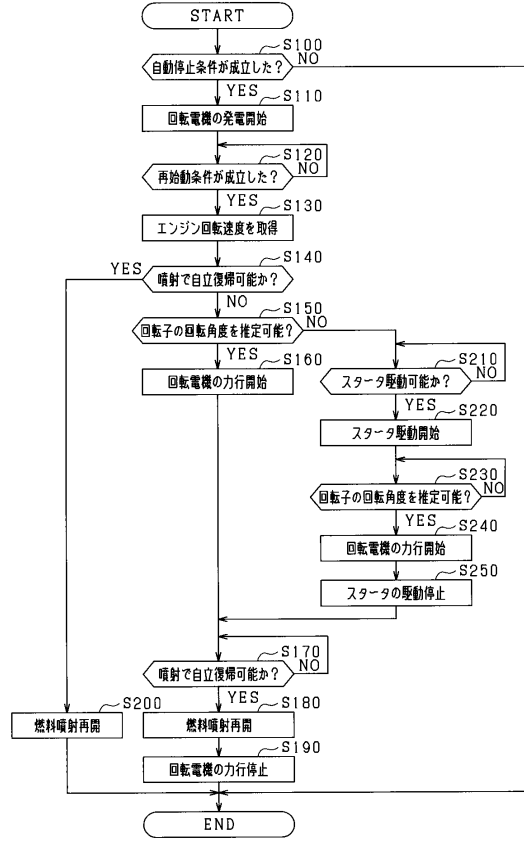 START
S100
自動停止条件が成立した？
NO
YES
S110
回転電機の発電開始
S120
再始動条件が成立した？
NO
YES
S130
エンジン回転速度を取得
S140
YES
噴射で自立復帰可能か？
NO
S150
回転子の回転角度を推定可能？
NO
YES
S160
回転電機の力行開始
S210
スタータ駆動可能か？
NO
YES
S220
スタータ駆動開始
S230
回転子の回転角度を推定可能？
NO
YES
S240
回転電機の力行開始
S250
スタータの駆動停止
S170
噴射で自立復帰可能か？
NO
YES
S200
燃料噴射再開
S180
燃料噴射再開
S190
回転電機の力行停止
END